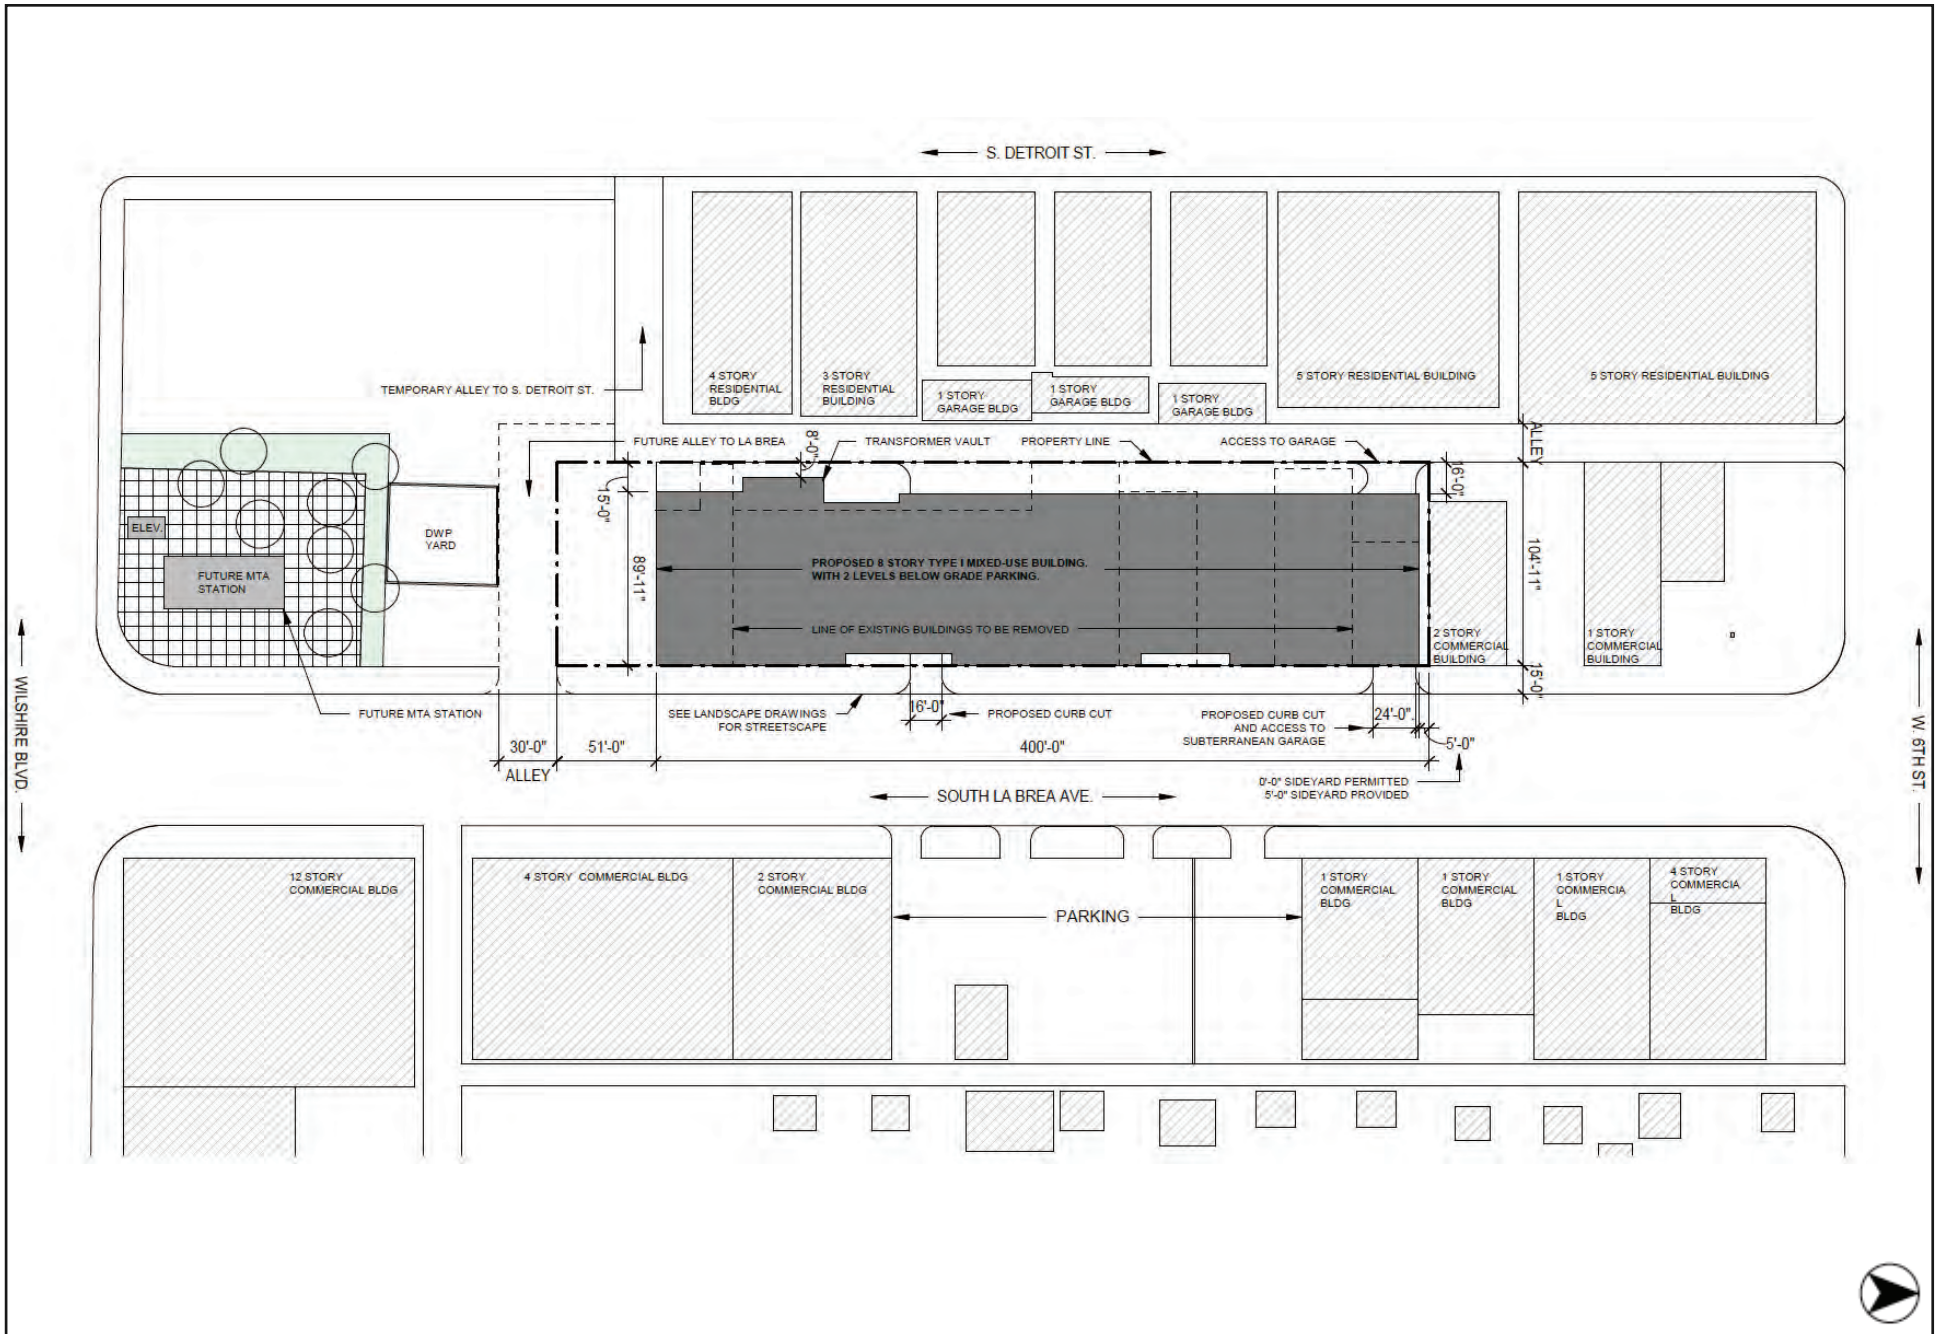 S. DETROIT ST.
4 STORY
RESIDENTIAL
BLDG
3 STORY
RESIDENTIAL
BUILDING
1 STORY
GARAGE BLDG
1 STORY
GARAGE BLDG
1 STORY
GARAGE BLDG
5 STORY RESIDENTIAL BUILDING
5 STORY RESIDENTIAL BUILDING
TEMPORARY ALLEY TO S. DETROIT ST.
FUTURE ALLEY TO LA BREA
8'-0"
TRANSFORMER VAULT
PROPERTY LINE
ACCESS TO GARAGE
ALLEY
15'-0"
16'-0"
ELEV.
DWP
YARD
FUTURE MTA
STATION
89'-11"
PROPOSED 8 STORY TYPE I MIXED-USE BUILDING.
WITH 2 LEVELS BELOW GRADE PARKING.
104'-11"
LINE OF EXISTING BUILDINGS TO BE REMOVED
2 STORY
COMMERCIAL
BUILDING
1 STORY
COMMERCIAL
BUILDING
15'-0"
WILSHIRE BLVD.
W. 6TH ST.
FUTURE MTA STATION
SEE LANDSCAPE DRAWINGS
FOR STREETSCAPE
16'-0"
PROPOSED CURB CUT
PROPOSED CURB CUT
AND ACCESS TO
SUBTERRANEAN GARAGE
24'-0".
5'-0"
30'-0"
ALLEY
51'-0"
400'-0"
0'-0" SIDEYARD PERMITTED
5'-0" SIDEYARD PROVIDED
SOUTH LA BREA AVE.
12 STORY
COMMERCIAL BLDG
4 STORY COMMERCIAL BLDG
2 STORY
COMMERCIAL BLDG
PARKING
1 STORY
COMMERCIAL
BLDG
1 STORY
COMMERCIAL
BLDG
1 STORY
COMMERCIA
L
BLDG
4 STORY
COMMERCIA
L
BLDG